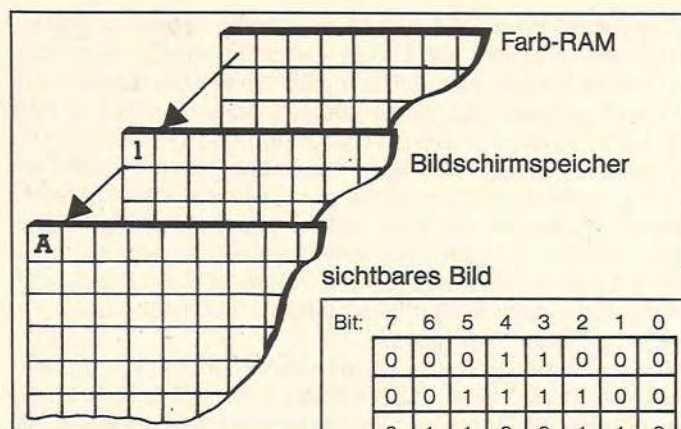 Farb-RAM
1
Bildschirmspeicher
A
sichtbares Bild
Bit: 7 6 5 4 3 2 1 0
0 0 0 1 1 0 0 0
0 0 1 1 1 1 0 0